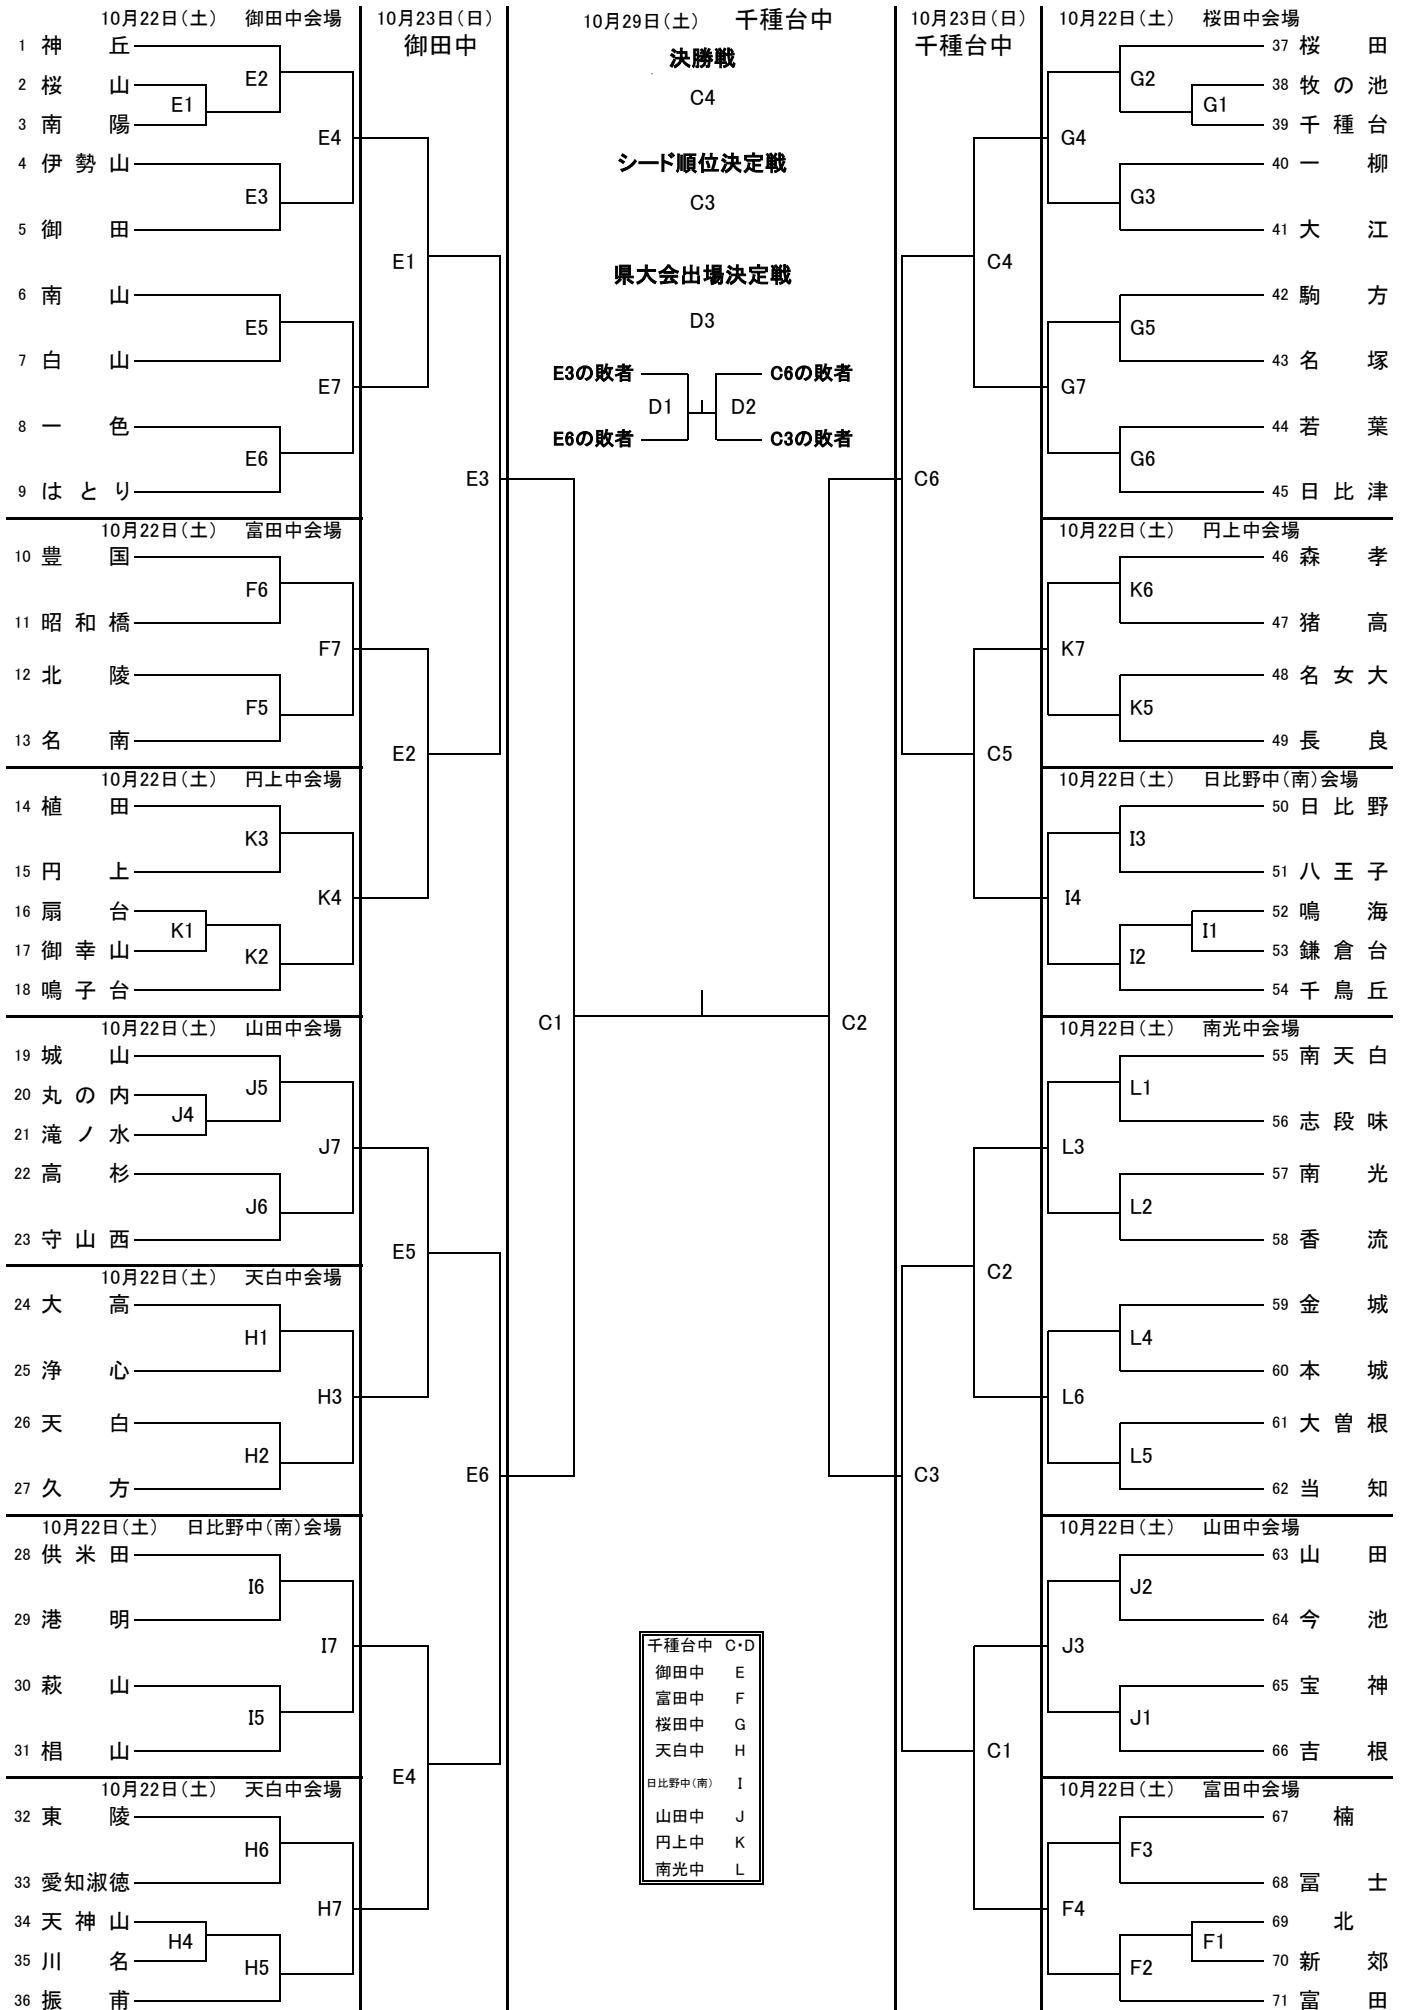 10月22日(土) 御田中会場
1 神丘
2 桜山
E1
3 南陽
E2
4 伊勢山
E3
5 御田
E4
6 南山
E5
7 白山
8 一色
E6
9 はとり
E7
10月22日(土) 富田中会場
10 豊国
F6
11 昭和橋
12 北陵
F5
13 名南
F7
10月22日(土) 円上中会場
14 植田
K3
15 円上
16 扇台
K1
17 御幸山
K2
18 鳴子台
K4
10月22日(土) 山田中会場
19 城山
J5
20 丸の内
J4
21 滝ノ水
22 高杉
J6
23 守山西
J7
10月22日(土) 天白中会場
24 大高
H1
25 浄心
26 天白
H2
27 久方
H3
10月22日(土) 日比野中(南)会場
28 供米田
I6
29 港明
30 萩山
I5
31 椙山
I7
10月22日(土) 天白中会場
32 東陵
H6
33 愛知淑徳
34 天神山
H4
35 川名
H5
36 振甫
H7
10月23日(日)
御田中
E1
E3
E2
E5
E6
E4
10月29日(土) 千種台中
決勝戦
C4
シード順位決定戦
C3
県大会出場決定戦
D3
E3の敗者 C6の敗者
D1 D2
E6の敗者 C3の敗者
C1 C2
千種台中 C・D
御田中 E
富田中 F
桜田中 G
天白中 H
日比野中(南) I
山田中 J
円上中 K
南光中 L
10月23日(日)
千種台中
C4
C6
C5
C2
C3
C1
10月22日(土) 桜田中会場
37 桜田
G2
38 牧の池
G1
39 千種台
G4
40 一柳
G3
41 大江
42 駒方
G5
43 名塚
G7
44 若葉
G6
45 日比津
10月22日(土) 円上中会場
46 森孝
K6
47 猪高
K7
48 名女大
K5
49 長良
10月22日(土) 日比野中(南)会場
50 日比野
I3
51 八王子
I4
52 鳴海
I1
53 鎌倉台
I2
54 千鳥丘
10月22日(土) 南光中会場
55 南天白
L1
56 志段味
L3
57 南光
L2
58 香流
59 金城
L4
60 本城
L6
61 大曽根
L5
62 当知
10月22日(土) 山田中会場
63 山田
J2
64 今池
J3
65 宝神
J1
66 吉根
10月22日(土) 富田中会場
67 楠
F3
68 冨士
F4
69 北
F1
70 新郊
F2
71 富田